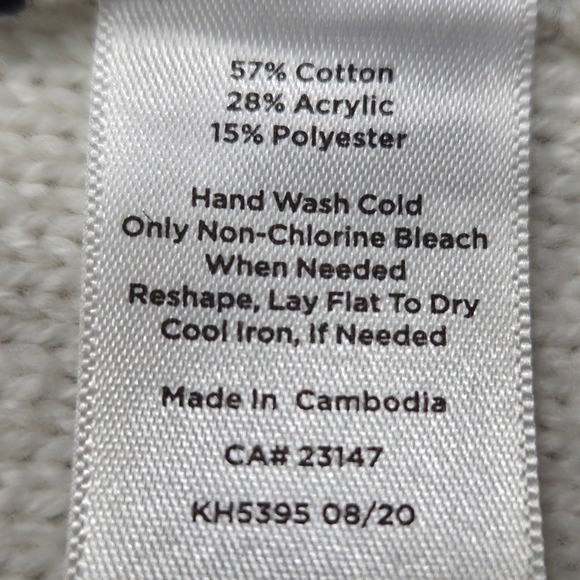 57% Cotton
28% Acrylic
15% Polyester
Hand Wash Cold
Only Non-Chlorine Bleach
When Needed
Reshape, Lay Flat To Dry
Cool Iron, If Needed
Made In Cambodia
CA# 23147
KH5395 08/20